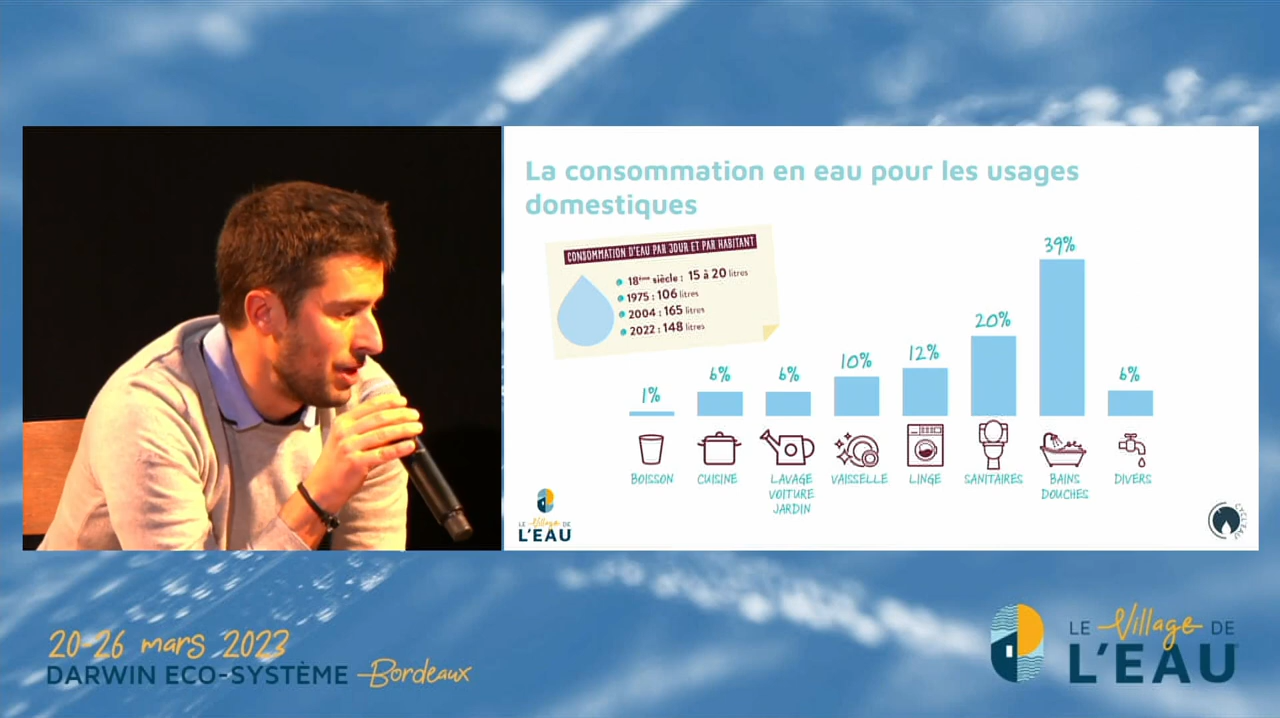 La consommation en eau pour les usages
domestiques
CONSOMMATION D'EAU PAR JOUR ET PAR HABITANT
18ème siècle : 15 à 20 litres
1975 : 106 litres
2004 : 165 litres
2022 : 148 litres
1%
6%
6%
10%
12%
20%
39%
6%
BOISSON
CUISINE
LAVAGE
VOITURE
JARDIN
VAISSELLE
LINGE
SANITAIRES
BAINS
DOUCHES
DIVERS
LE Village DE
L'EAU
CYCL'EAU
20-26 mars 2023
DARWIN ECO-SYSTÈME Bordeaux
LE Village DE
L'EAU